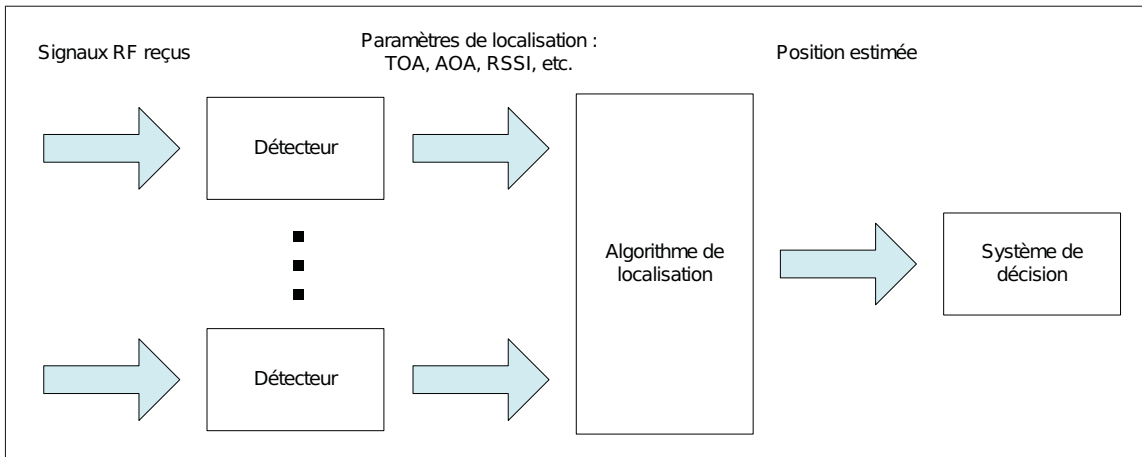 Signaux RF reçus
Paramètres de localisation :
TOA, AOA, RSSI, etc.
Position estimée
Détecteur
Algorithme de
localisation
Système de
décision
Détecteur